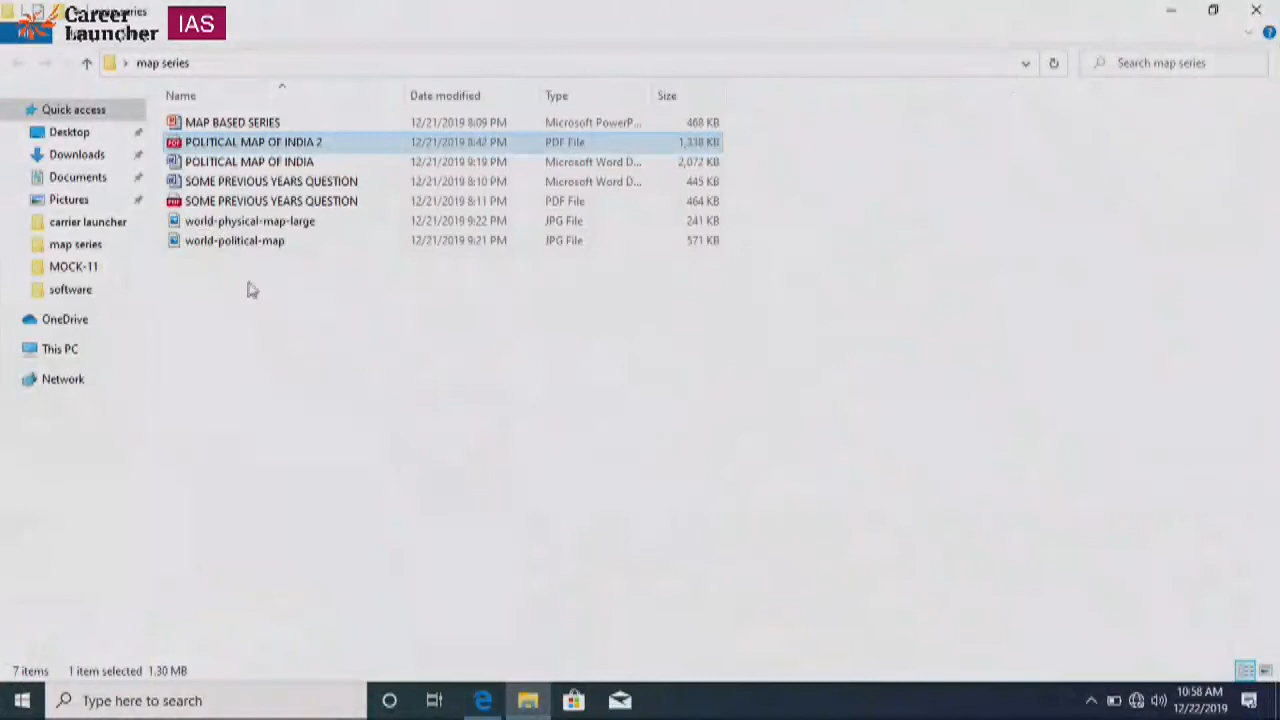 map series
Career
Launcher
IAS
map series
Search map series
Name
Date modified
Type
Size
Quick access
Desktop
Downloads
Documents
Pictures
carrier launcher
map series
MOCK-11
software
OneDrive
This PC
Network
MAP BASED SERIES 12/21/2019 8:09 PM Microsoft PowerP... 468 KB
POLITICAL MAP OF INDIA 2 12/21/2019 8:42 PM PDF File 1,338 KB
POLITICAL MAP OF INDIA 12/21/2019 9:19 PM Microsoft Word D... 2,072 KB
SOME PREVIOUS YEARS QUESTION 12/21/2019 8:10 PM Microsoft Word D... 445 KB
SOME PREVIOUS YEARS QUESTION 12/21/2019 8:11 PM PDF File 464 KB
world-physical-map-large 12/21/2019 9:22 PM JPG File 241 KB
world-political-map 12/21/2019 9:21 PM JPG File 571 KB
7 items 1 item selected 1.30 MB
Type here to search
10:58 AM
12/22/2019